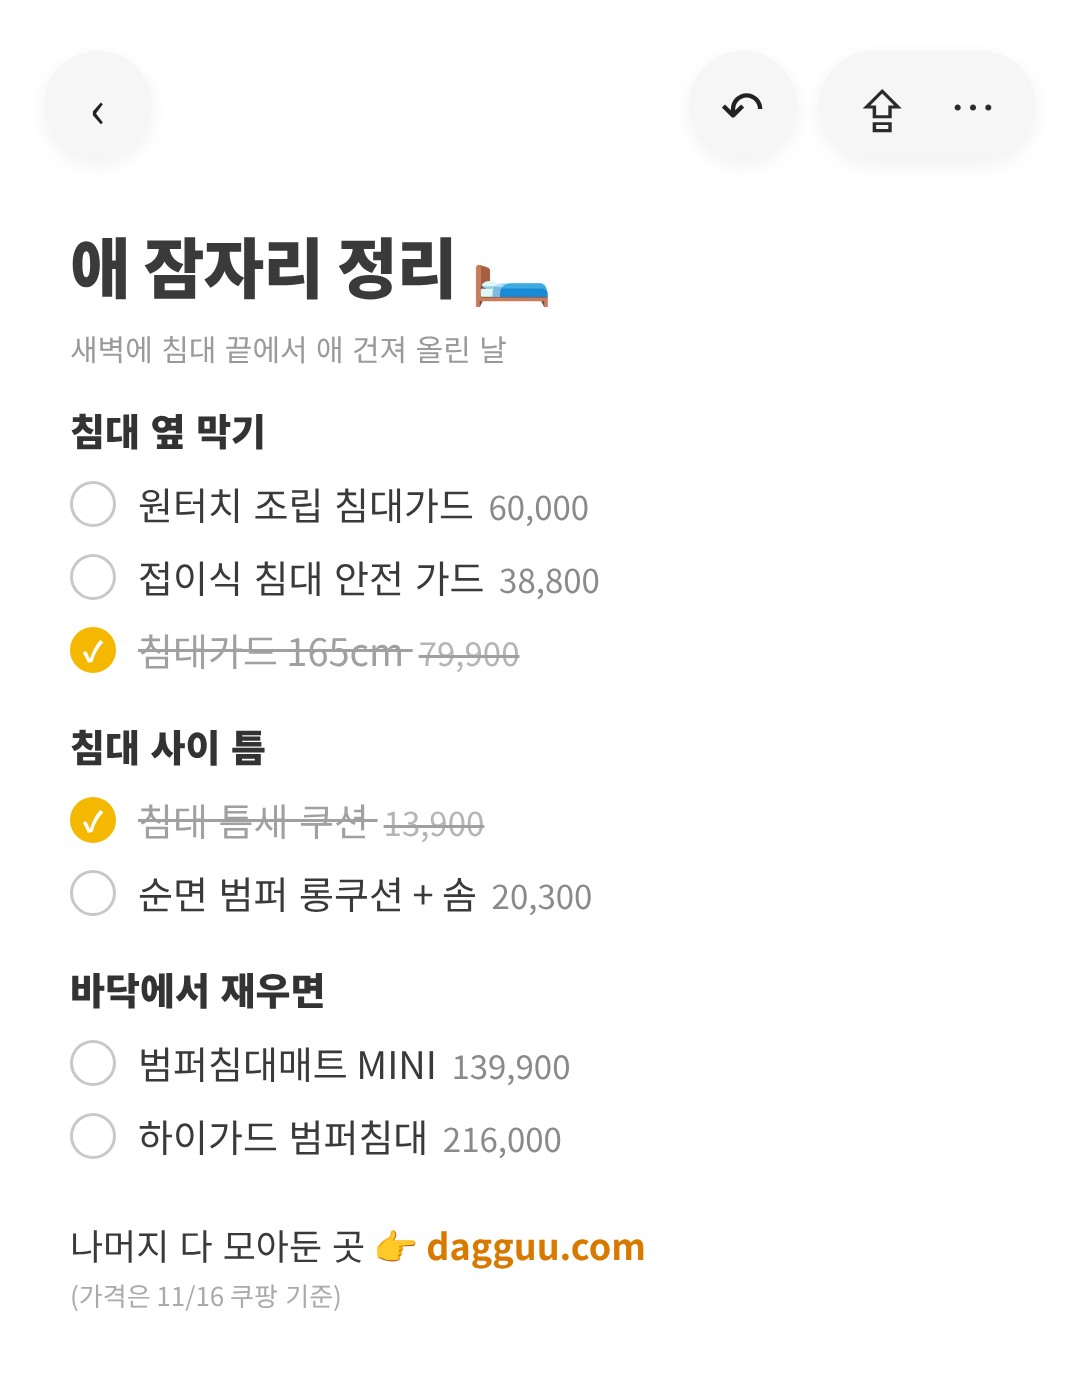 애 잠자리 정리 🛏️
새벽에 침대 끝에서 애 건져 올린 날
침대 옆 막기
원터치 조립 침대가드 60,000
접이식 침대 안전 가드 38,800
침대가드 165cm 79,900
침대 사이 틈
침대 틈새 쿠션 13,900
순면 범퍼 롱쿠션 + 솜 20,300
바닥에서 재우면
범퍼침대매트 MINI 139,900
하이가드 범퍼침대 216,000
나머지 다 모아둔 곳 👉 dagguu.com
(가격은 11/16 쿠팡 기준)